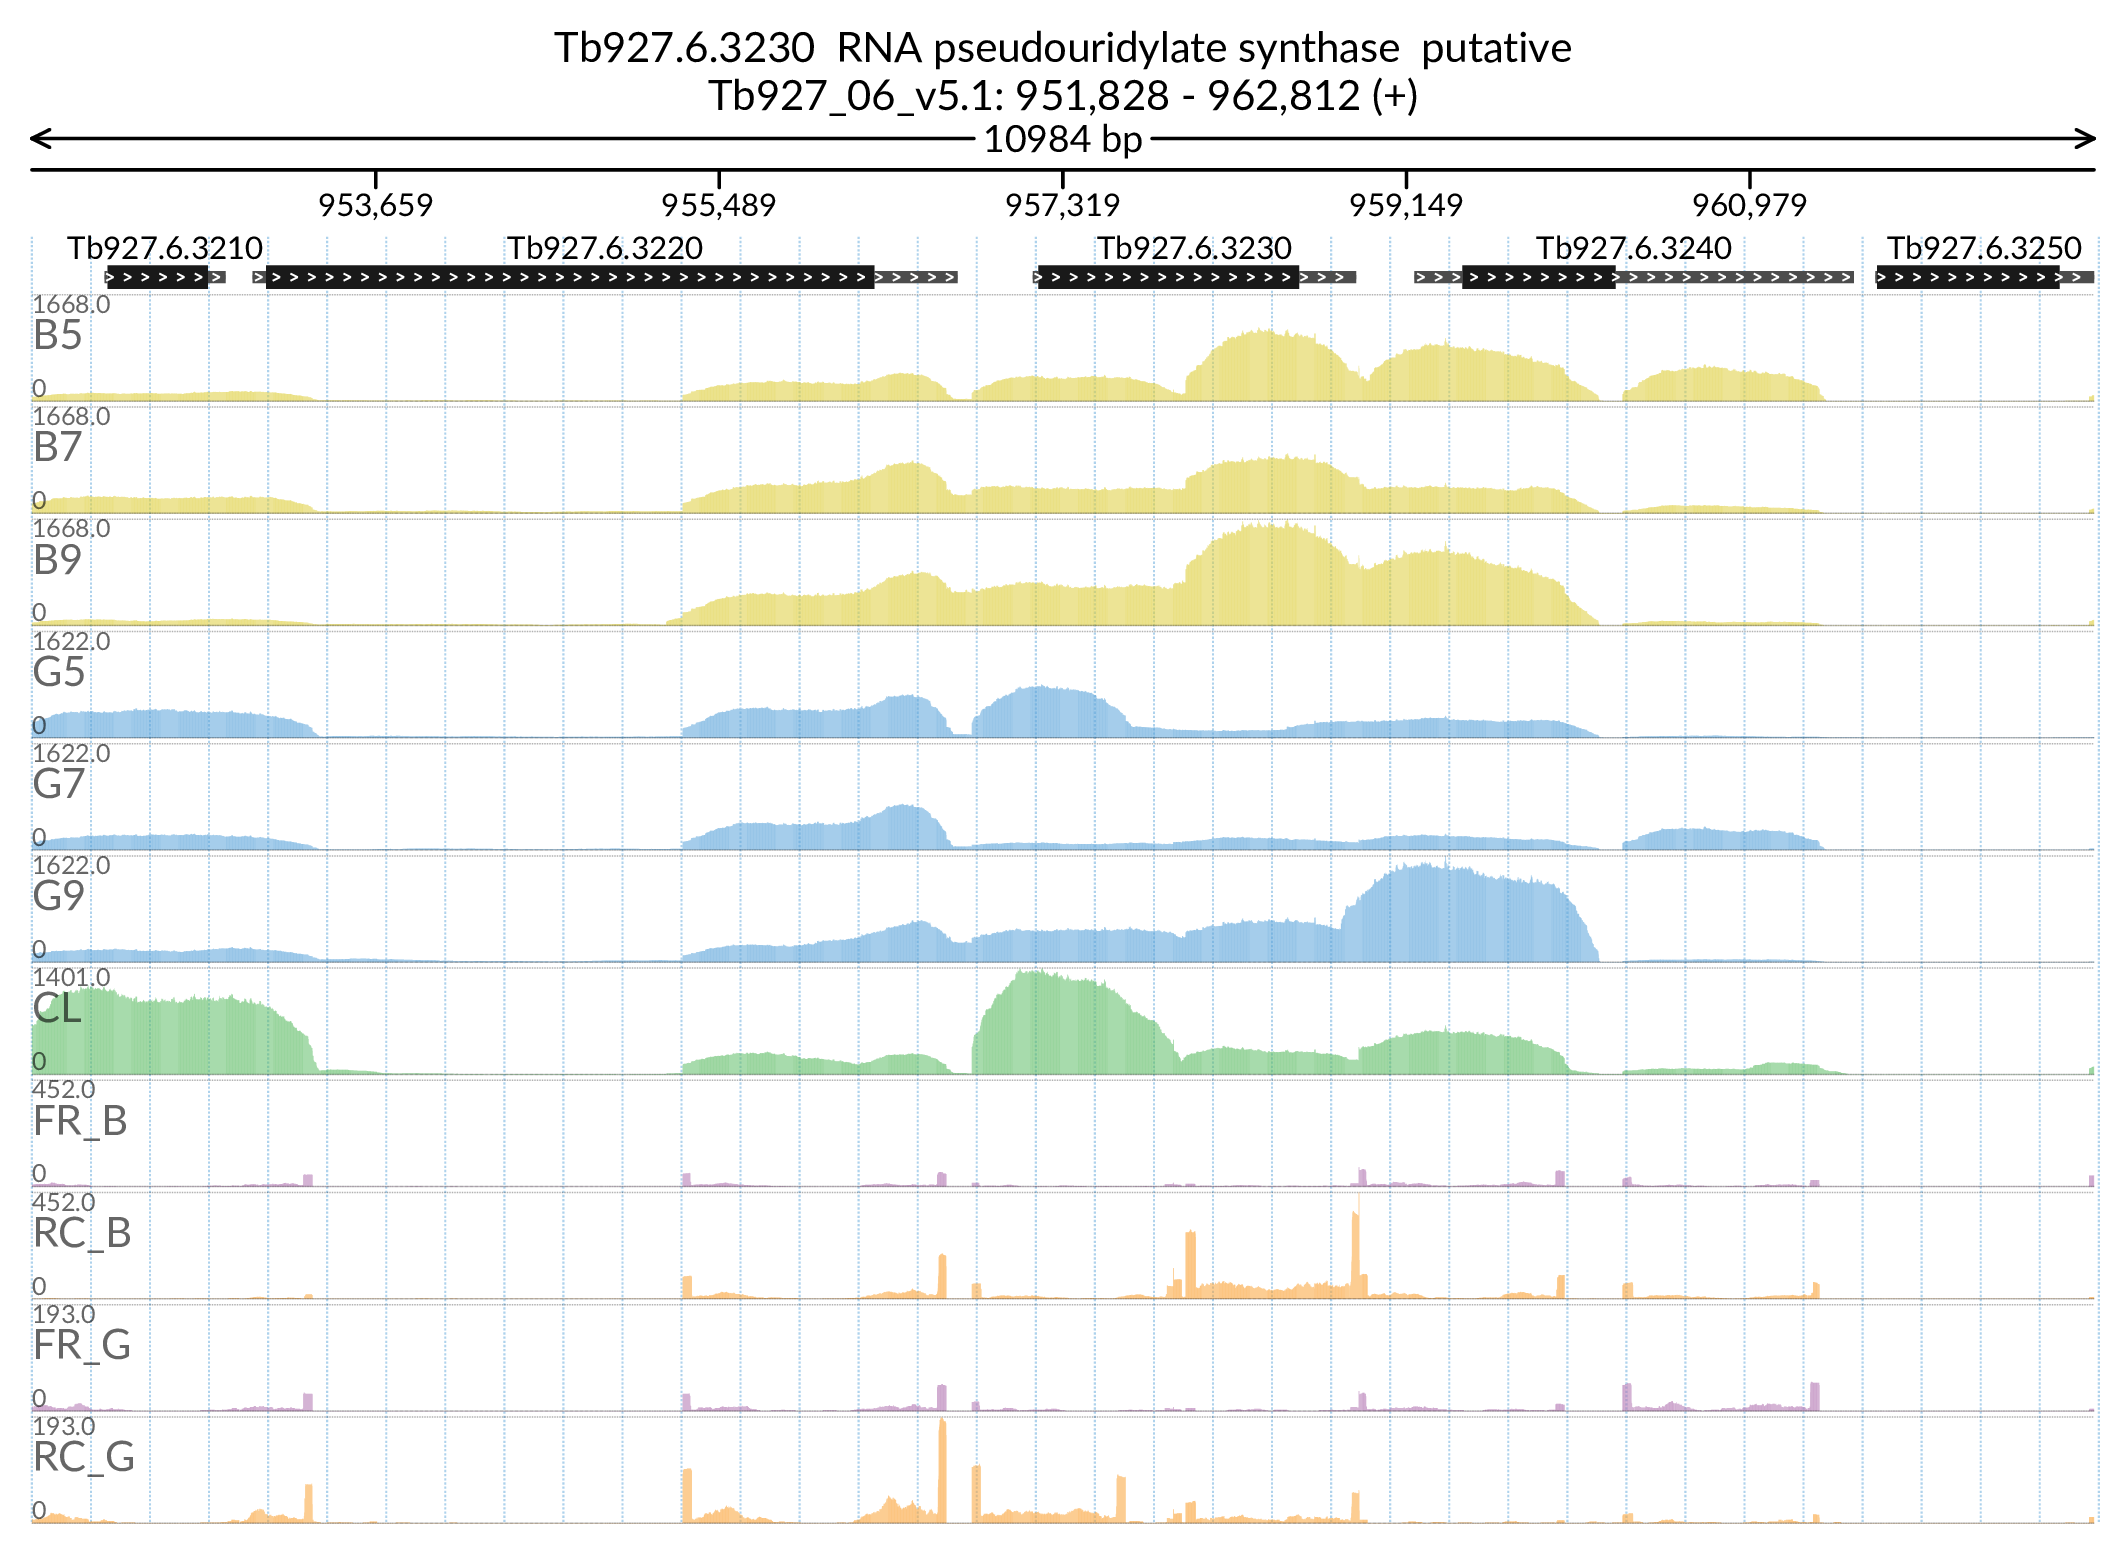 Tb927.6.3230  RNA pseudouridylate synthase  putative
Tb927_06_v5.1: 951,828 - 962,812 (+)
10984 bp
953,659 955,489 957,319 959,149 960,979
Tb927.6.3210 Tb927.6.3220 Tb927.6.3230 Tb927.6.3240 Tb927.6.3250
1668.0
B5
0
1668.0
B7
0
1668.0
B9
0
1622.0
G5
0
1622.0
G7
0
1622.0
G9
0
1401.0
CL
0
452.0
FR_B
0
452.0
RC_B
0
193.0
FR_G
0
193.0
RC_G
0